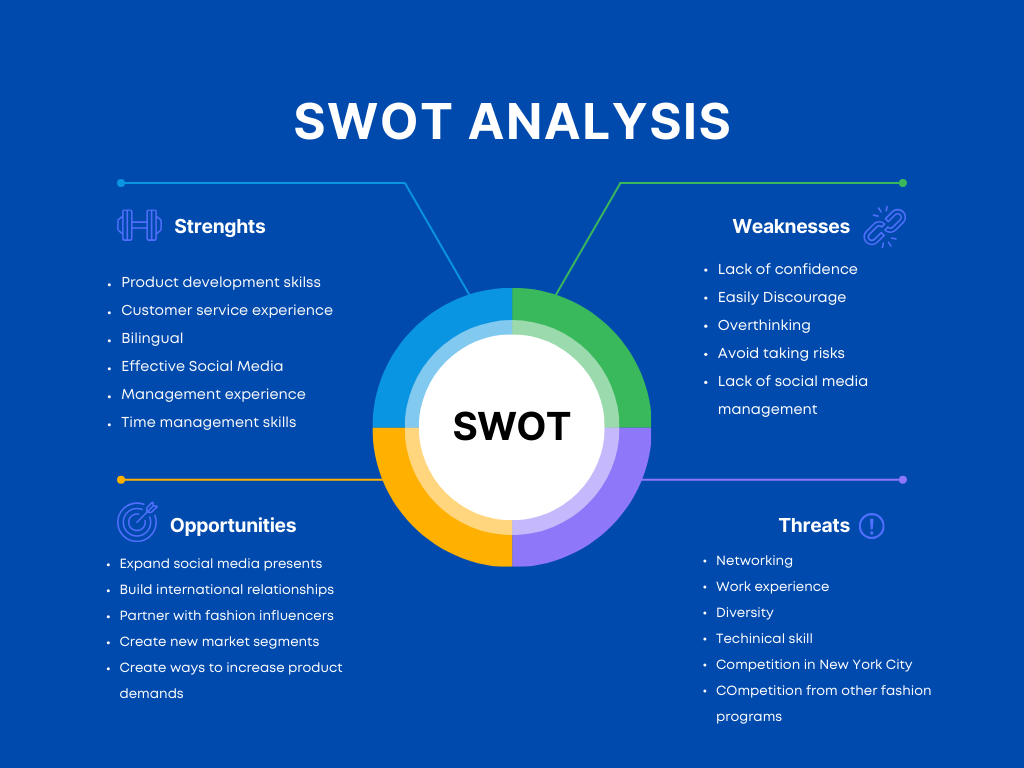 SWOT ANALYSIS
Strenghts
• Product development skilss
• Customer service experience
• Bilingual
• Effective Social Media
• Management experience
• Time management skills
Weaknesses
• Lack of confidence
• Easily Discourage
• Overthinking
• Avoid taking risks
• Lack of social media
management
SWOT
Opportunities
• Expand social media presents
• Build international relationships
• Partner with fashion influencers
• Create new market segments
• Create ways to increase product
demands
Threats
• Networking
• Work experience
• Diversity
• Techinical skill
• Competition in New York City
• COmpetition from other fashion
programs